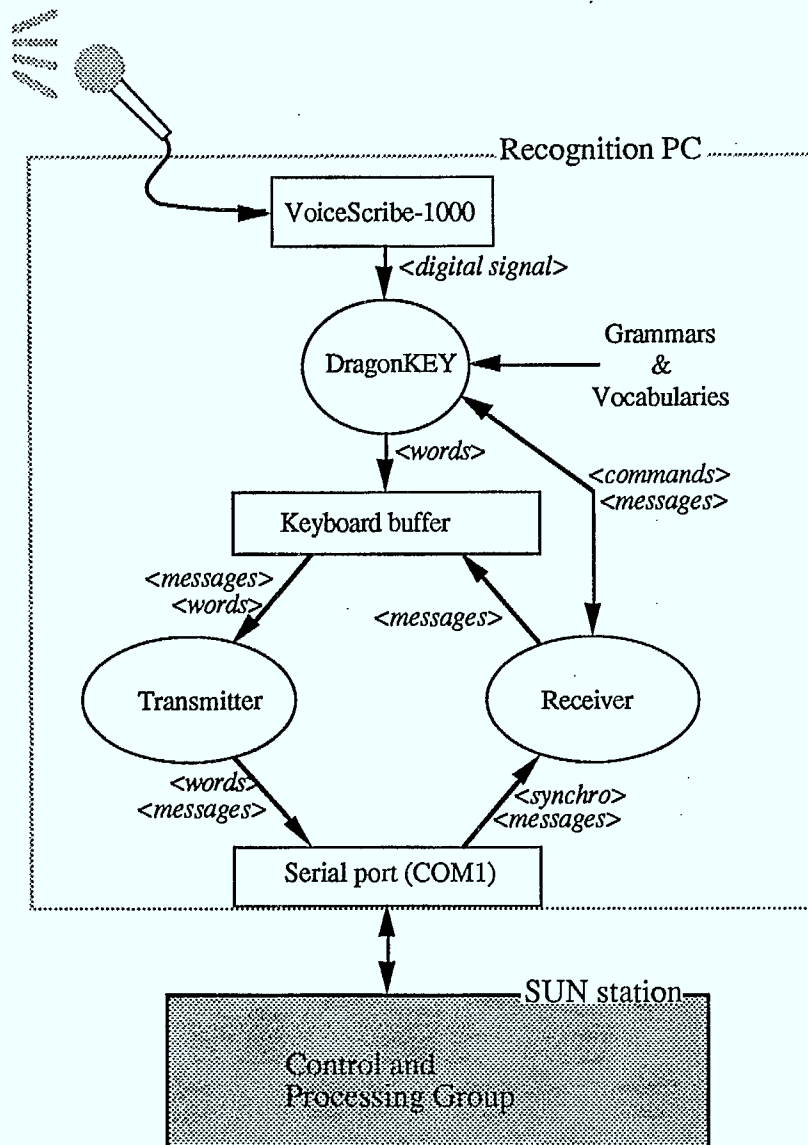 Recognition PC
VoiceScribe-1000
<digital signal>
DragonKEY
Grammars
&
Vocabularies
<words>
<commands>
<messages>
Keyboard buffer
<messages>
<words>
<messages>
Transmitter
Receiver
<words>
<messages>
<synchro>
<messages>
Serial port (COM1)
SUN station
Control and
Processing Group